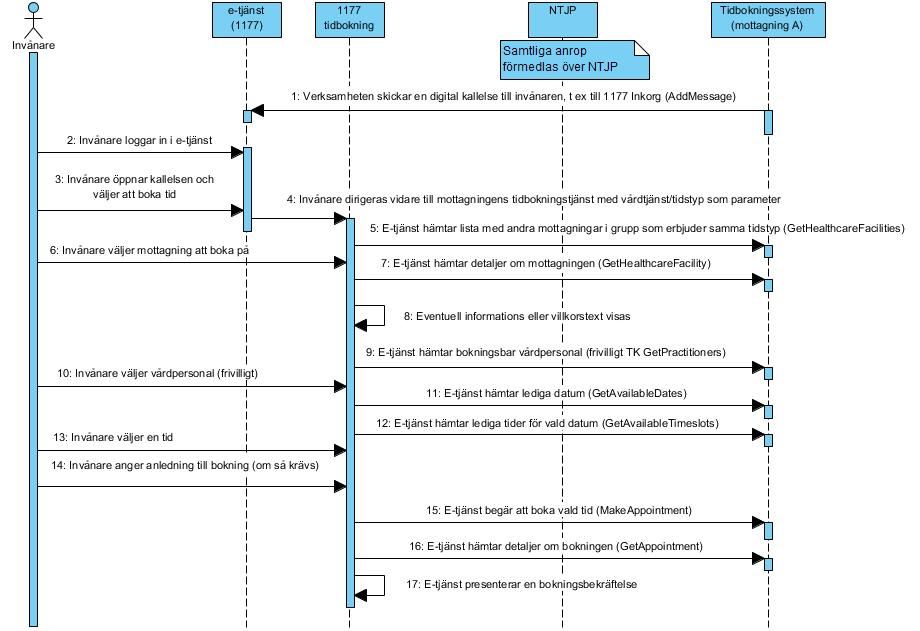 e-tjänst
(1177)
1177
tidbokning
NTJP
Tidbokningssystem
(mottagning A)
Invånare
Samtliga anrop
förmedlas över NTJP
1: Verksamheten skickar en digital kallelse till invånaren, t ex till 1177 Inkorg (AddMessage)
2: Invånare loggar in i e-tjänst
3: Invånare öppnar kallelsen och
väljer att boka tid
4: Invånare dirigeras vidare till mottagningens tidbokningstjänst med vårdtjänst/tidstyp som parameter
5: E-tjänst hämtar lista med andra mottagningar i grupp som erbjuder samma tidstyp (GetHealthcareFacilities)
6: Invånare väljer mottagning att boka på
7: E-tjänst hämtar detaljer om mottagningen (GetHealthcareFacility)
8: Eventuell informations eller villkorstext visas
9: E-tjänst hämtar bokningsbar vårdpersonal (frivilligt TK GetPractitioners)
10: Invånare väljer vårdpersonal (frivilligt)
11: E-tjänst hämtar lediga datum (GetAvailableDates)
12: E-tjänst hämtar lediga tider för vald datum (GetAvailableTimeslots)
13: Invånare väljer en tid
14: Invånare anger anledning till bokning (om så krävs)
15: E-tjänst begär att boka vald tid (MakeAppointment)
16: E-tjänst hämtar detaljer om bokningen (GetAppointment)
17: E-tjänst presenterar en bokningsbekräftelse